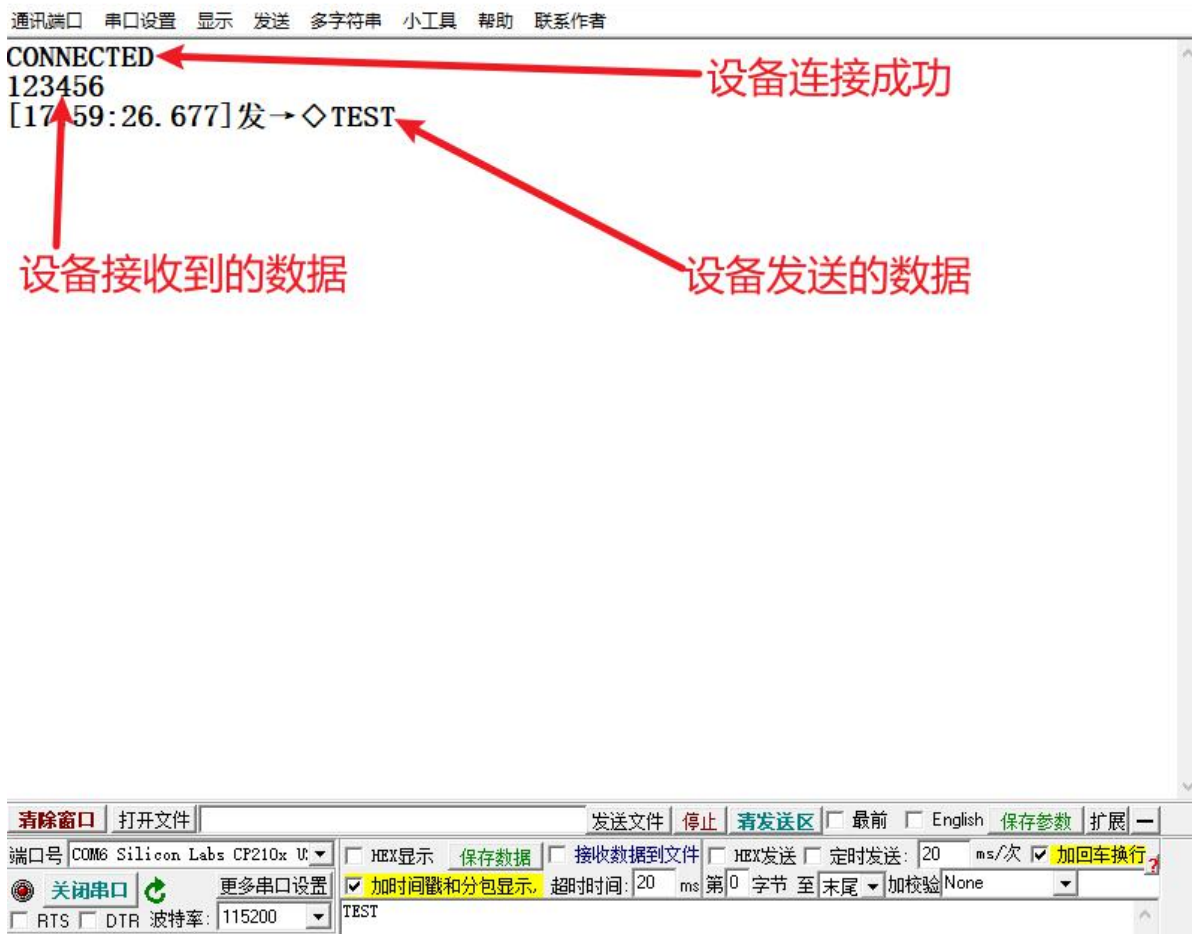 通讯端口 串口设置 显示 发送 多字符串 小工具 帮助 联系作者
CONNECTED
设备连接成功
123456
[17:59:26.677]发→◇TEST
设备接收到的数据
设备发送的数据
清除窗口 打开文件 发送文件 停止 清发送区 最前 English 保存参数 扩展 —
端口号 COM6 Silicon Labs CP210x HEX显示 保存数据 接收数据到文件 HEX发送 定时发送: 20 ms/次 加回车换行 ?
关闭串口 更多串口设置 加时间戳和分包显示, 超时时间: 20 ms 第 0 字节 至 末尾 加校验 None
RTS DTR 波特率: 115200 TEST